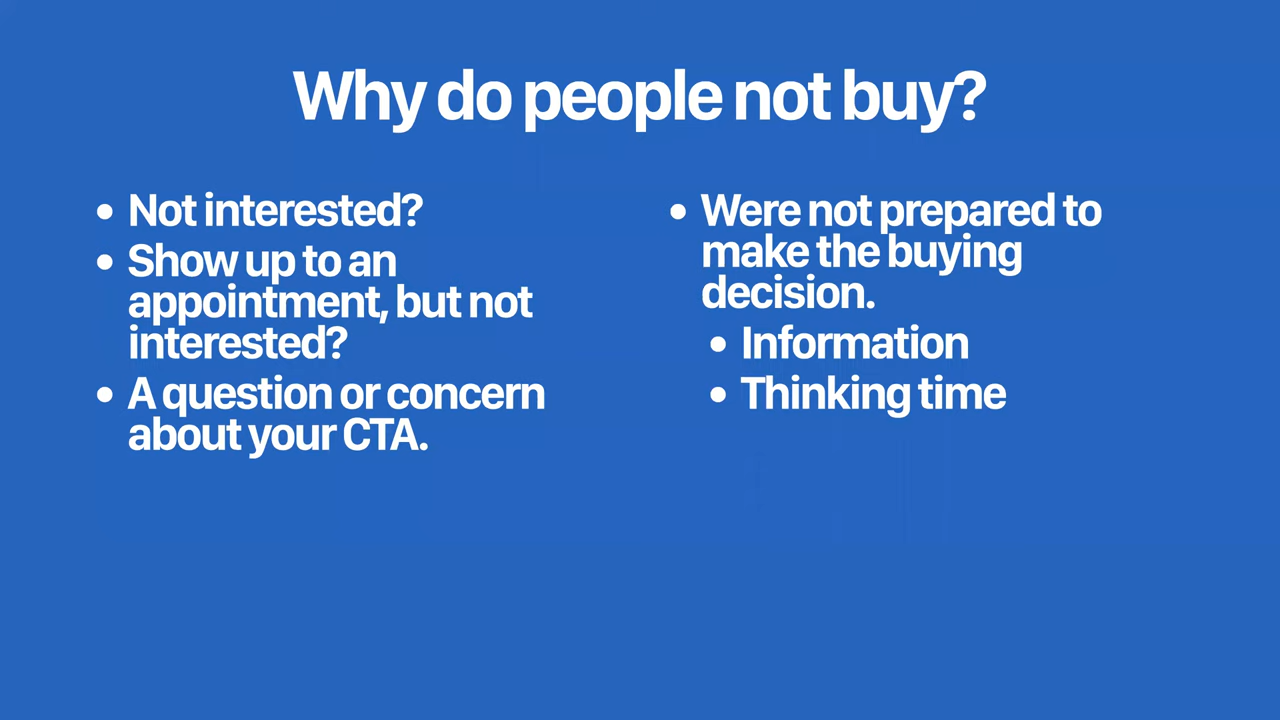 Why do people not buy?
• Not interested?
• Show up to an
appointment, but not
interested?
• A question or concern
about your CTA.
• Were not prepared to
make the buying
decision.
• Information
• Thinking time